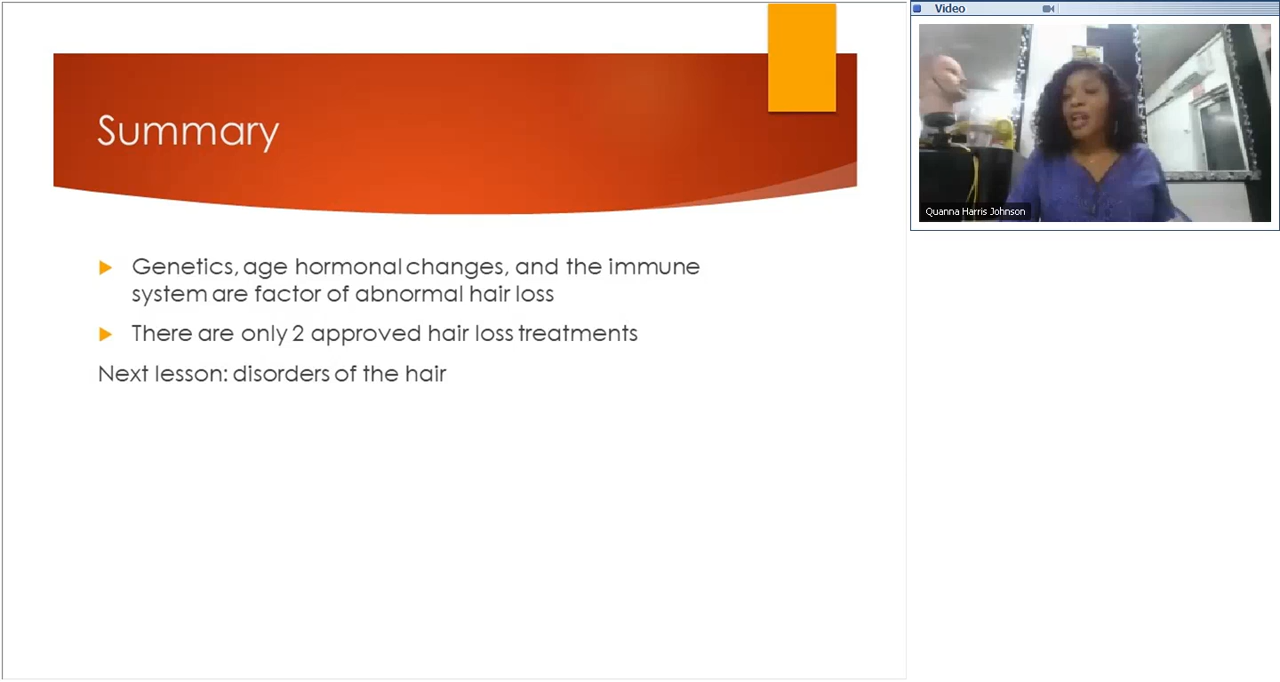 Summary
Genetics, age hormonal changes, and the immune
system are factor of abnormal hair loss
There are only 2 approved hair loss treatments
Next lesson: disorders of the hair
Video
Quanna Harris Johnson